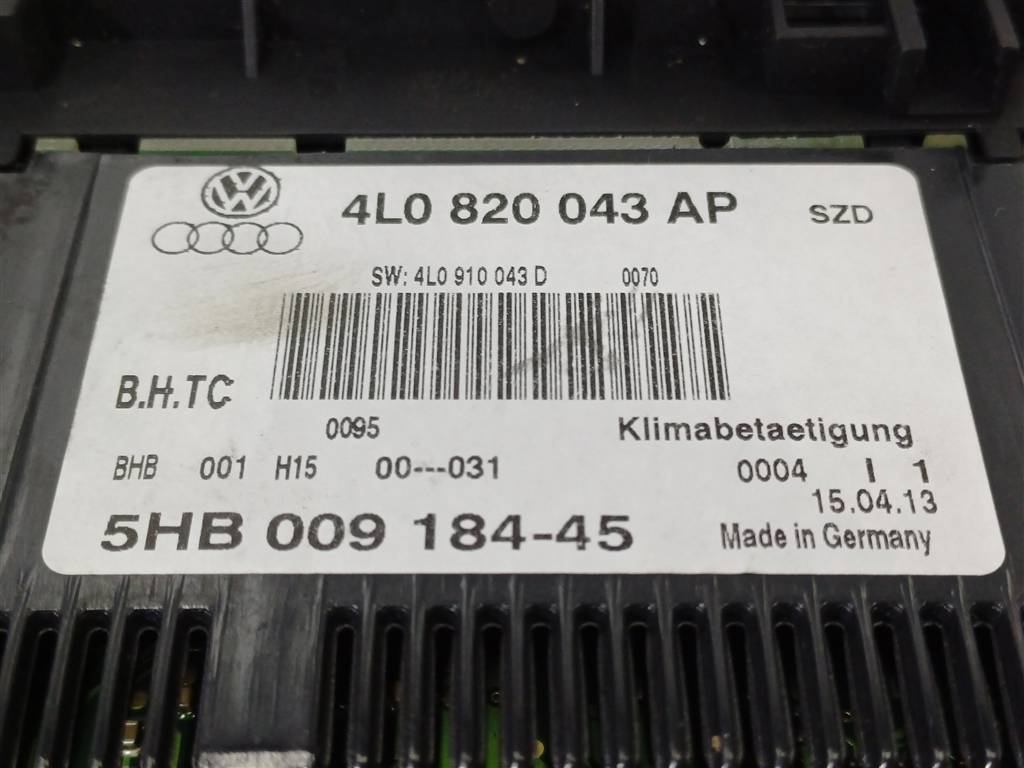 4L0 820 043 AP SZD
SW: 4L0 910 043 D 0070
B.H.TC
0095 Klimabetaetigung
BHB 001 H15 00---031 0004 I 1
15.04.13
5HB 009 184-45 Made in Germany